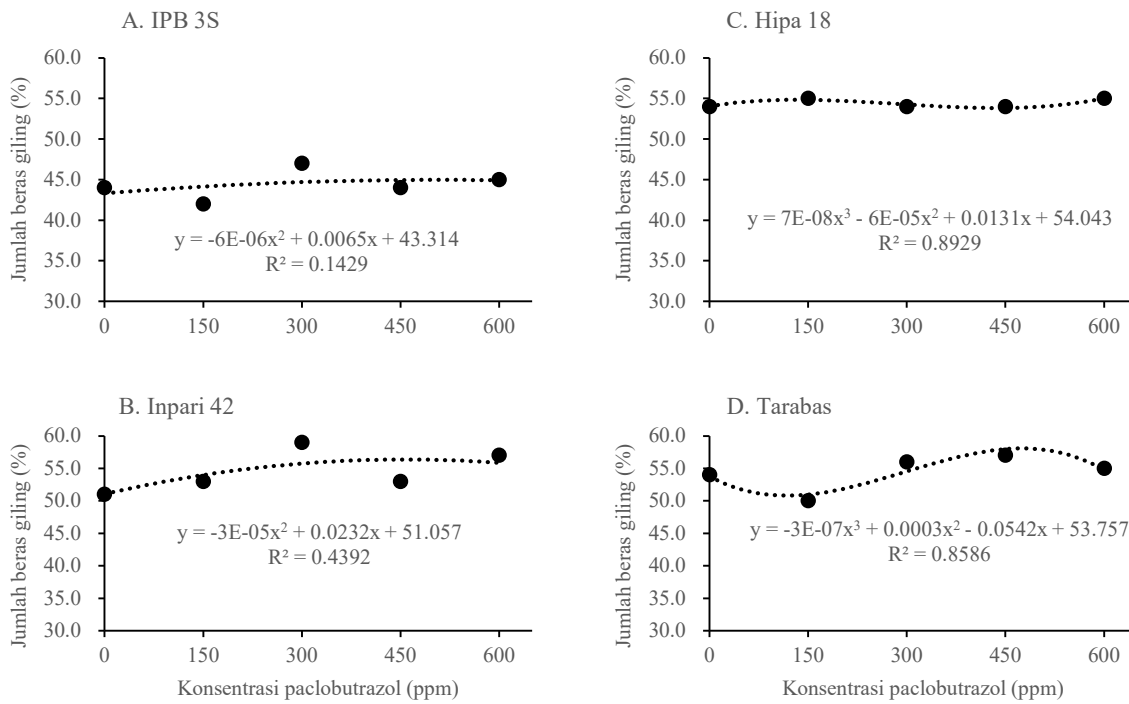 A. IPB 3S
Jumlah beras giling (%)
60.0
55.0
50.0
45.0
40.0
35.0
30.0
y = -6E-06x² + 0.0065x + 43.314
R² = 0.1429
0 150 300 450 600
C. Hipa 18
Jumlah beras giling (%)
60.0
55.0
50.0
45.0
40.0
35.0
30.0
y = 7E-08x³ - 6E-05x² + 0.0131x + 54.043
R² = 0.8929
0 150 300 450 600
B. Inpari 42
Jumlah beras giling (%)
60.0
55.0
50.0
45.0
40.0
35.0
30.0
y = -3E-05x² + 0.0232x + 51.057
R² = 0.4392
0 150 300 450 600
Konsentrasi paclobutrazol (ppm)
D. Tarabas
Jumlah beras giling (%)
60.0
55.0
50.0
45.0
40.0
35.0
30.0
y = -3E-07x³ + 0.0003x² - 0.0542x + 53.757
R² = 0.8586
0 150 300 450 600
Konsentrasi paclobutrazol (ppm)